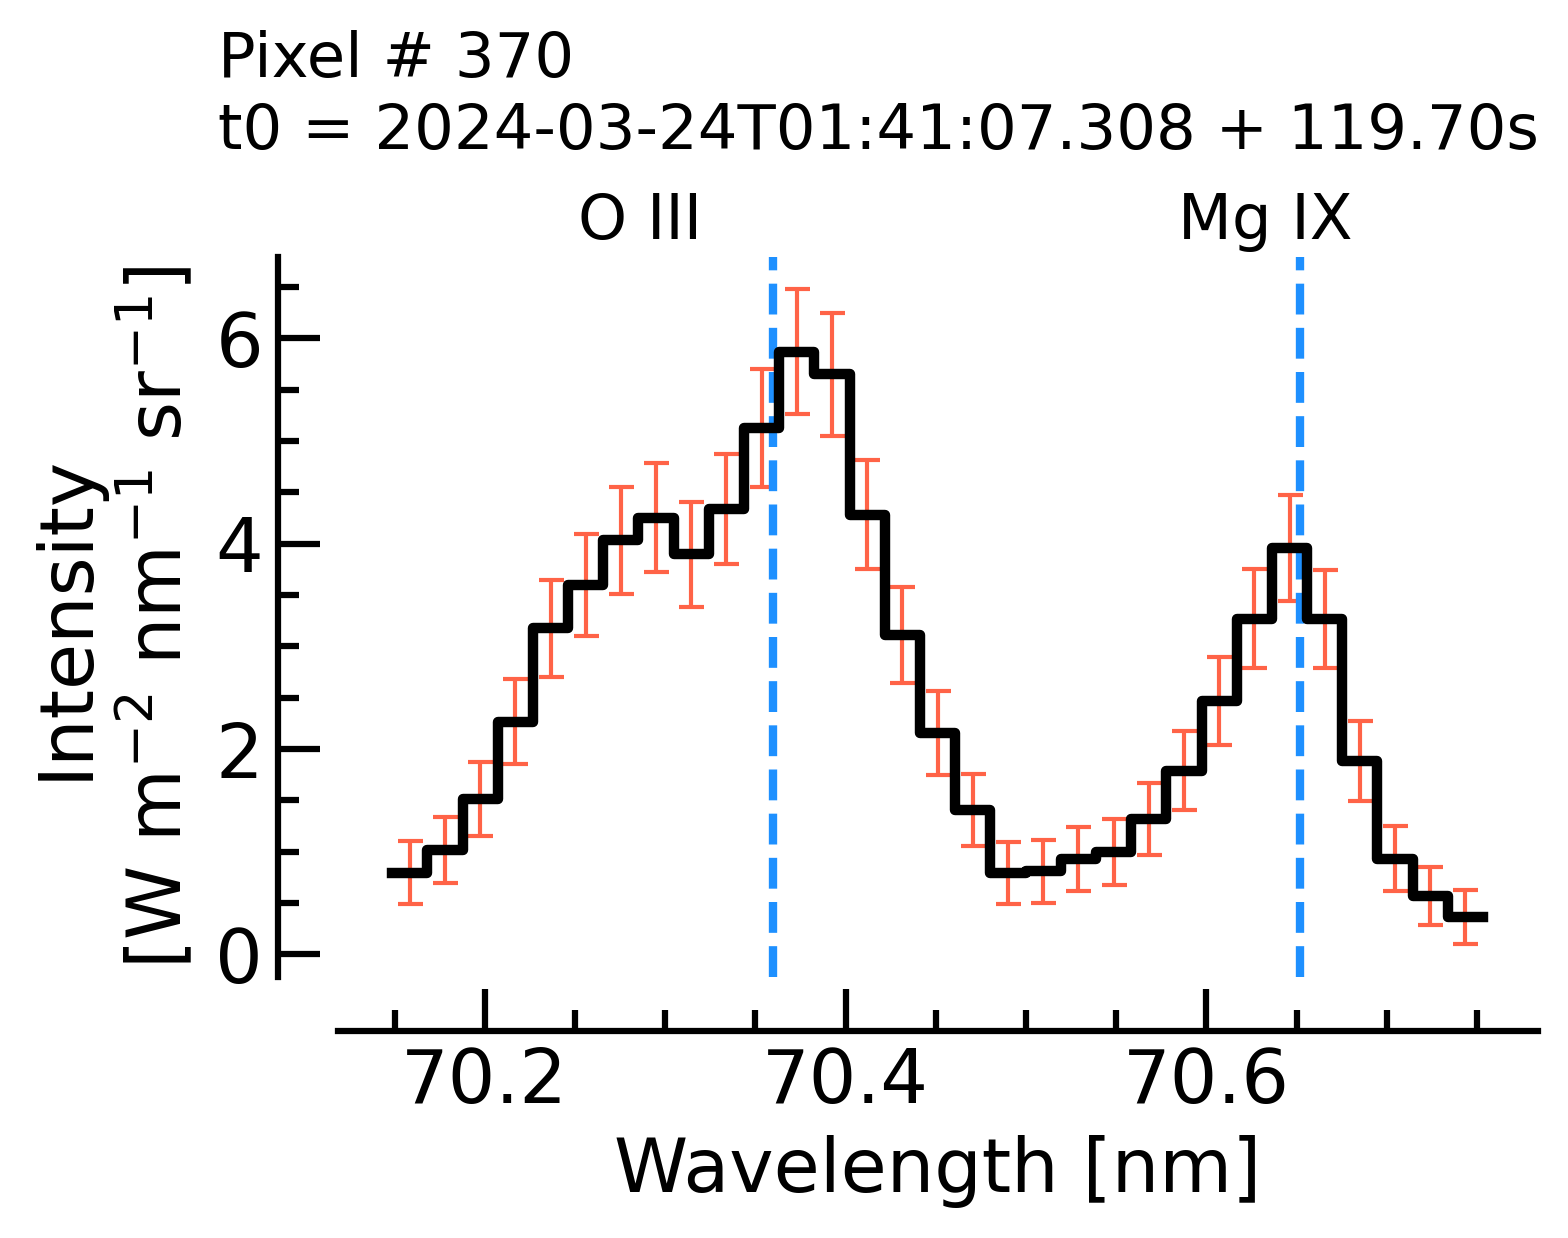 Pixel # 370
t0 = 2024-03-24T01:41:07.308 + 119.70s
O III Mg IX
Intensity
[W m⁻² nm⁻¹ sr⁻¹]
6
4
2
0
70.2 70.4 70.6
Wavelength [nm]